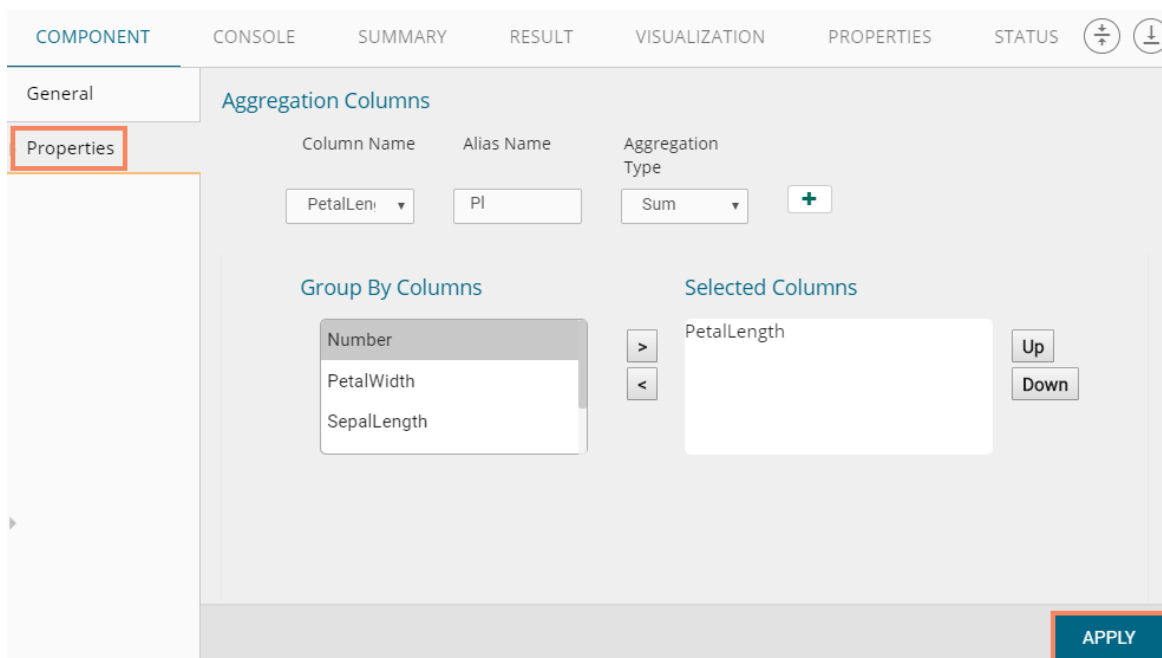 COMPONENT CONSOLE SUMMARY RESULT VISUALIZATION PROPERTIES STATUS
General
Properties
Aggregation Columns
Column Name Alias Name Aggregation
Type
PetalLen Pl Sum +
Group By Columns Selected Columns
Number
PetalWidth
SepalLength
>
<
PetalLength
Up
Down
APPLY